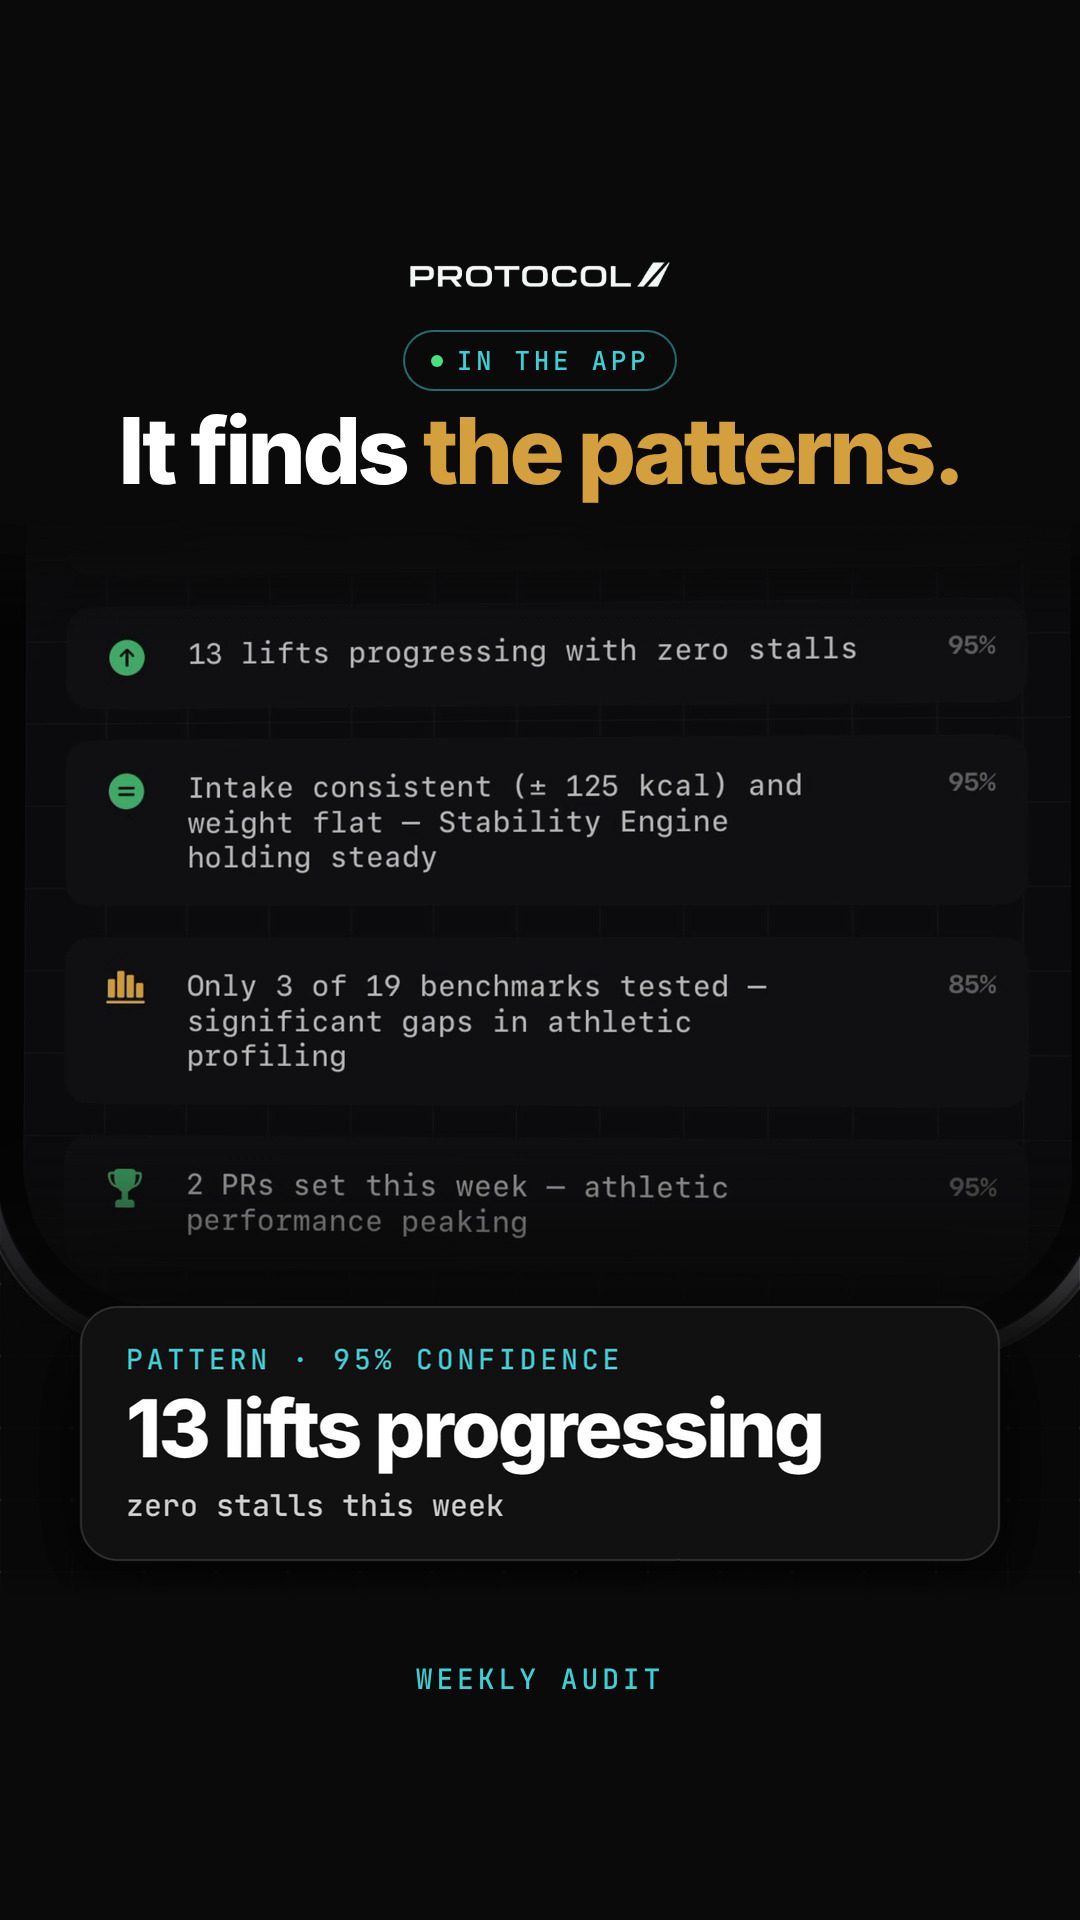 PROTOCOL
IN THE APP
It finds the patterns.
13 lifts progressing with zero stalls 95%
Intake consistent (± 125 kcal) and 95%
weight flat — Stability Engine
holding steady
Only 3 of 19 benchmarks tested — 85%
significant gaps in athletic
profiling
2 PRs set this week — athletic 95%
performance peaking
PATTERN · 95% CONFIDENCE
13 lifts progressing
zero stalls this week
WEEKLY AUDIT